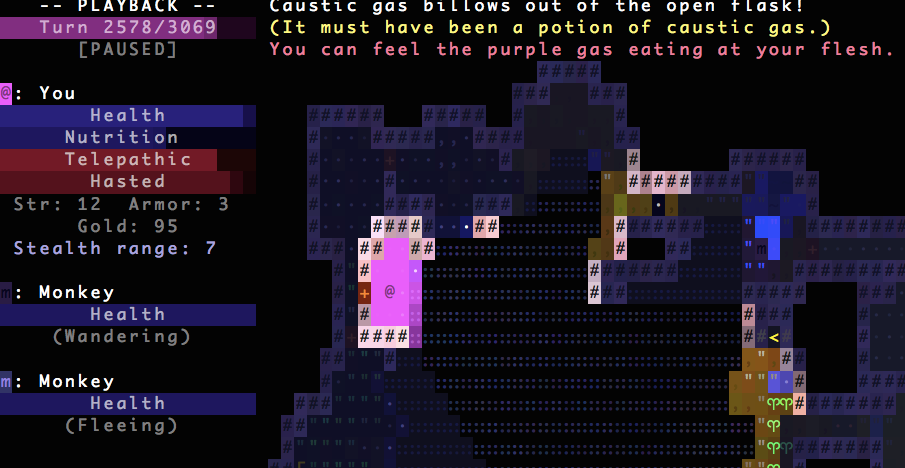 -- PLAYBACK --
Turn 2578/3069
[PAUSED]
Caustic gas billows out of the open flask!
(It must have been a potion of caustic gas.)
You can feel the purple gas eating at your flesh.
@: You
Health
Nutrition
Telepathic
Hasted
Str: 12 Armor: 3
Gold: 95
Stealth range: 7
m: Monkey
Health
(Wandering)
m: Monkey
Health
(Fleeing)